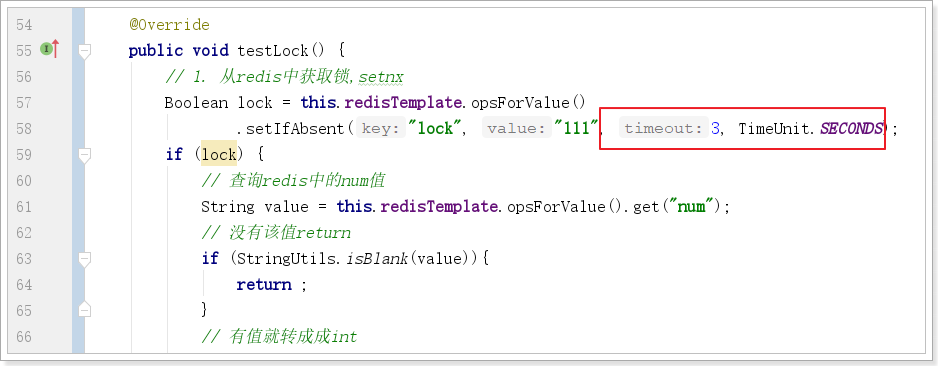 54 @Override
55 public void testLock() {
56 // 1. 从redis中获取锁,setnx
57 Boolean lock = this.redisTemplate.opsForValue()
58 .setIfAbsent( key: "lock", value: "111", timeout: 3, TimeUnit.SECONDS);
59 if (lock) {
60 // 查询redis中的num值
61 String value = this.redisTemplate.opsForValue().get("num");
62 // 没有该值return
63 if (StringUtils.isBlank(value)){
64 return ;
65 }
66 // 有值就转成成int